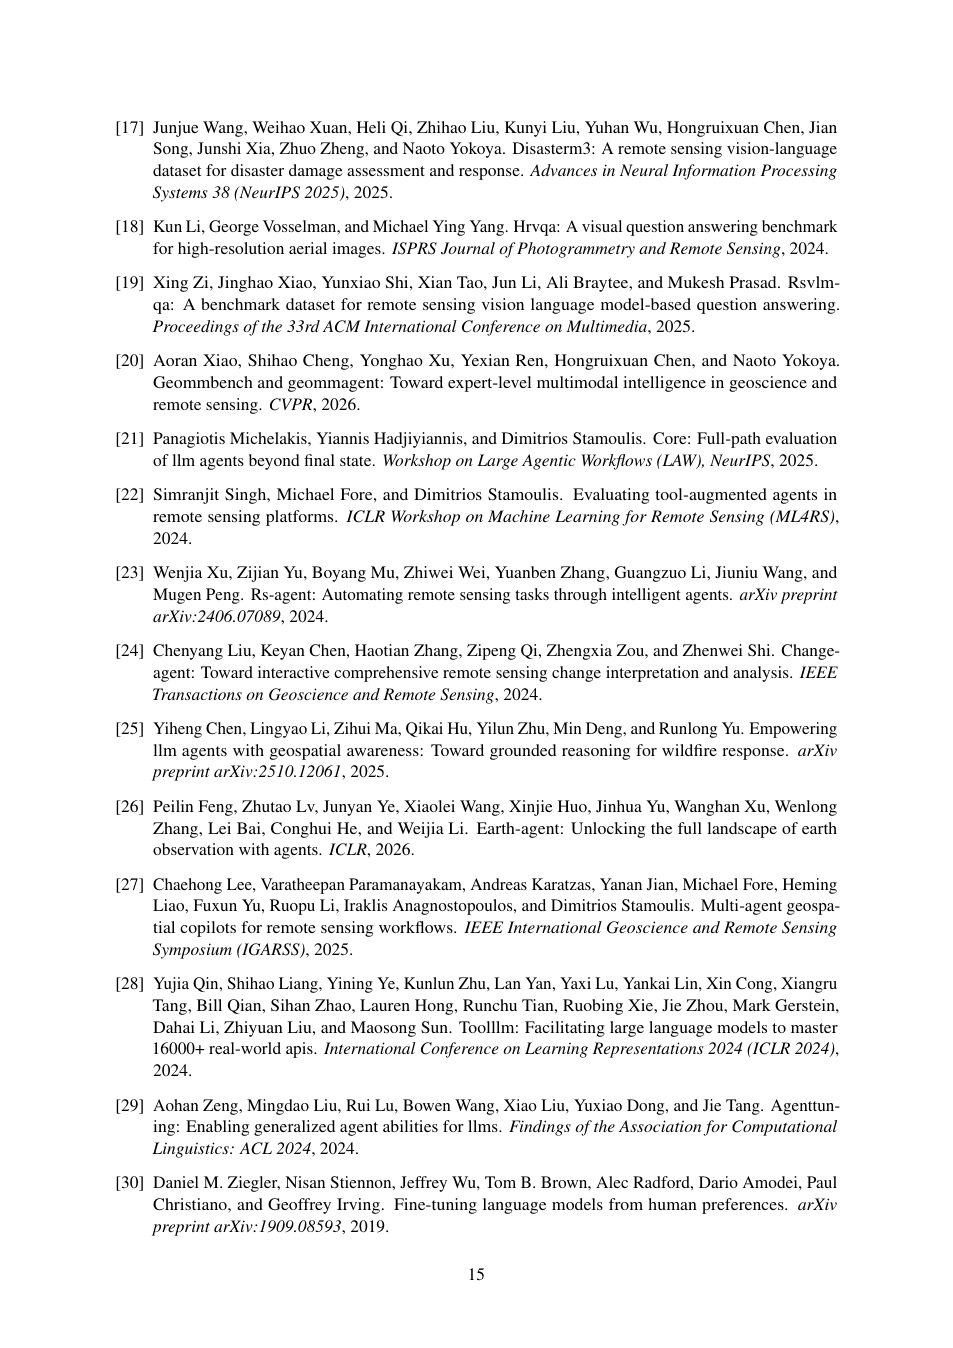 [17] Junjue Wang, Weihao Xuan, Heli Qi, Zhihao Liu, Kunyi Liu, Yuhan Wu, Hongruixuan Chen, Jian
Song, Junshi Xia, Zhuo Zheng, and Naoto Yokoya. Disasterm3: A remote sensing vision-language
dataset for disaster damage assessment and response. Advances in Neural Information Processing
Systems 38 (NeurIPS 2025), 2025.
[18] Kun Li, George Vosselman, and Michael Ying Yang. Hrvqa: A visual question answering benchmark
for high-resolution aerial images. ISPRS Journal of Photogrammetry and Remote Sensing, 2024.
[19] Xing Zi, Jinghao Xiao, Yunxiao Shi, Xian Tao, Jun Li, Ali Braytee, and Mukesh Prasad. Rsvlm-
qa: A benchmark dataset for remote sensing vision language model-based question answering.
Proceedings of the 33rd ACM International Conference on Multimedia, 2025.
[20] Aoran Xiao, Shihao Cheng, Yonghao Xu, Yexian Ren, Hongruixuan Chen, and Naoto Yokoya.
Geommbench and geommagent: Toward expert-level multimodal intelligence in geoscience and
remote sensing. CVPR, 2026.
[21] Panagiotis Michelakis, Yiannis Hadjiyiannis, and Dimitrios Stamoulis. Core: Full-path evaluation
of llm agents beyond final state. Workshop on Large Agentic Workflows (LAW), NeurIPS, 2025.
[22] Simranjit Singh, Michael Fore, and Dimitrios Stamoulis. Evaluating tool-augmented agents in
remote sensing platforms. ICLR Workshop on Machine Learning for Remote Sensing (ML4RS),
2024.
[23] Wenjia Xu, Zijian Yu, Boyang Mu, Zhiwei Wei, Yuanben Zhang, Guangzuo Li, Jiuniu Wang, and
Mugen Peng. Rs-agent: Automating remote sensing tasks through intelligent agents. arXiv preprint
arXiv:2406.07089, 2024.
[24] Chenyang Liu, Keyan Chen, Haotian Zhang, Zipeng Qi, Zhengxia Zou, and Zhenwei Shi. Change-
agent: Toward interactive comprehensive remote sensing change interpretation and analysis. IEEE
Transactions on Geoscience and Remote Sensing, 2024.
[25] Yiheng Chen, Lingyao Li, Zihui Ma, Qikai Hu, Yilun Zhu, Min Deng, and Runlong Yu. Empowering
llm agents with geospatial awareness: Toward grounded reasoning for wildfire response. arXiv
preprint arXiv:2510.12061, 2025.
[26] Peilin Feng, Zhutao Lv, Junyan Ye, Xiaolei Wang, Xinjie Huo, Jinhua Yu, Wanghan Xu, Wenlong
Zhang, Lei Bai, Conghui He, and Weijia Li. Earth-agent: Unlocking the full landscape of earth
observation with agents. ICLR, 2026.
[27] Chaehong Lee, Varatheepan Paramanayakam, Andreas Karatzas, Yanan Jian, Michael Fore, Heming
Liao, Fuxun Yu, Ruopu Li, Iraklis Anagnostopoulos, and Dimitrios Stamoulis. Multi-agent geospa-
tial copilots for remote sensing workflows. IEEE International Geoscience and Remote Sensing
Symposium (IGARSS), 2025.
[28] Yujia Qin, Shihao Liang, Yining Ye, Kunlun Zhu, Lan Yan, Yaxi Lu, Yankai Lin, Xin Cong, Xiangru
Tang, Bill Qian, Sihan Zhao, Lauren Hong, Runchu Tian, Ruobing Xie, Jie Zhou, Mark Gerstein,
Dahai Li, Zhiyuan Liu, and Maosong Sun. Toolllm: Facilitating large language models to master
16000+ real-world apis. International Conference on Learning Representations 2024 (ICLR 2024),
2024.
[29] Aohan Zeng, Mingdao Liu, Rui Lu, Bowen Wang, Xiao Liu, Yuxiao Dong, and Jie Tang. Agenttun-
ing: Enabling generalized agent abilities for llms. Findings of the Association for Computational
Linguistics: ACL 2024, 2024.
[30] Daniel M. Ziegler, Nisan Stiennon, Jeffrey Wu, Tom B. Brown, Alec Radford, Dario Amodei, Paul
Christiano, and Geoffrey Irving. Fine-tuning language models from human preferences. arXiv
preprint arXiv:1909.08593, 2019.
15